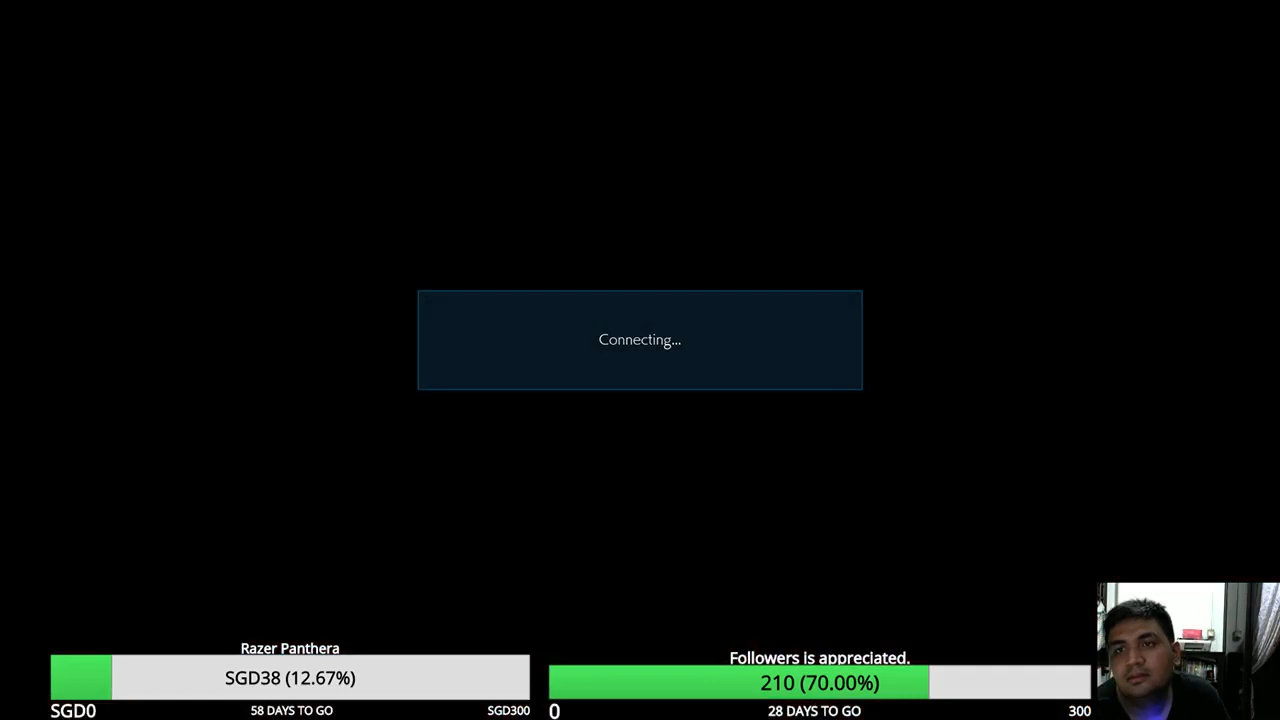 Connecting...
Razer Panthera
SGD38 (12.67%)
SGD0
58 DAYS TO GO
SGD300
Followers is appreciated.
210 (70.00%)
0
28 DAYS TO GO
300